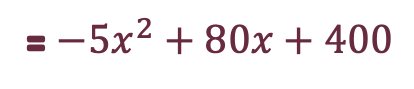 = −5x² + 80x + 400